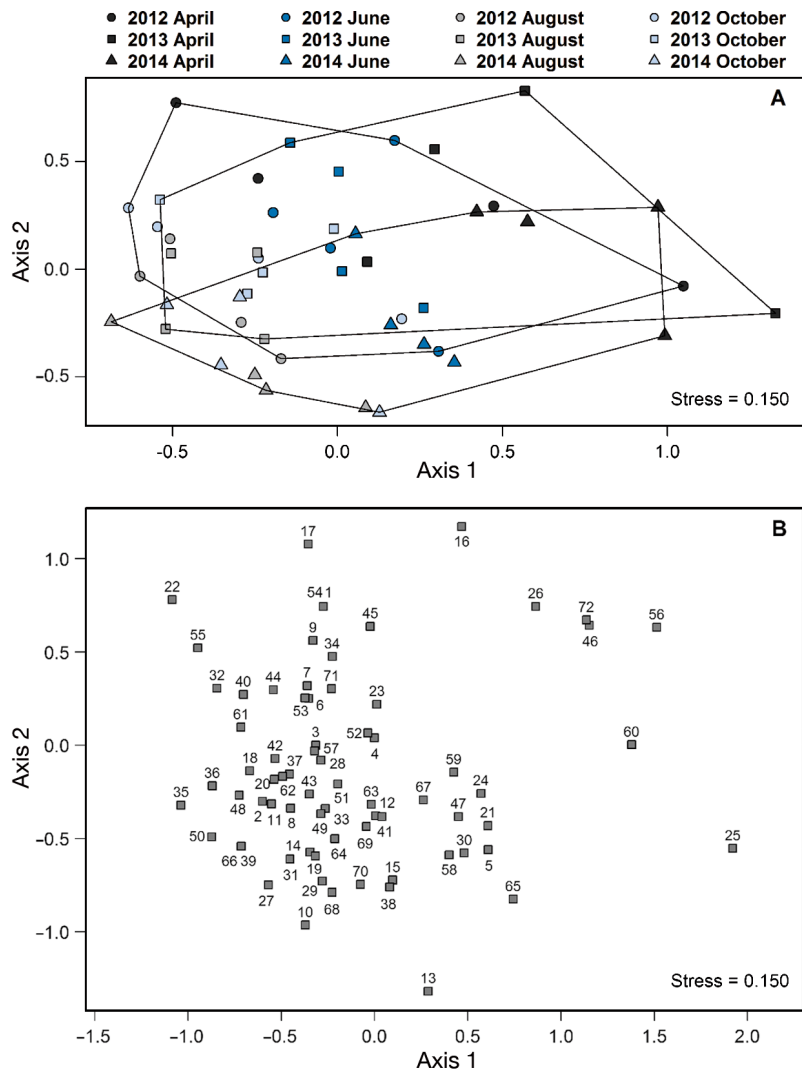 2012 April 2012 June 2012 August 2012 October
2013 April 2013 June 2013 August 2013 October
2014 April 2014 June 2014 August 2014 October
A
0.5
0.0
-0.5
Axis 2
Stress = 0.150
-0.5 0.0 0.5 1.0
Axis 1
B
17 16
1.0
22 54 1 26 72 56
45 46
55 9 34
0.5
32 40 44 7 71 23
53 6
61 3 52 4 60
0.0
42 57 59
18 37 28
36 20 62 43 63 12 67 24
35 48 2 11 8 51 47 21
49 33 41
50 14 64 69 30 25
66 39 31 15 58 5
19 70
27 29 38 65
68
10
-0.5
-1.0
13
Axis 2
Stress = 0.150
-1.5 -1.0 -0.5 0.0 0.5 1.0 1.5 2.0
Axis 1